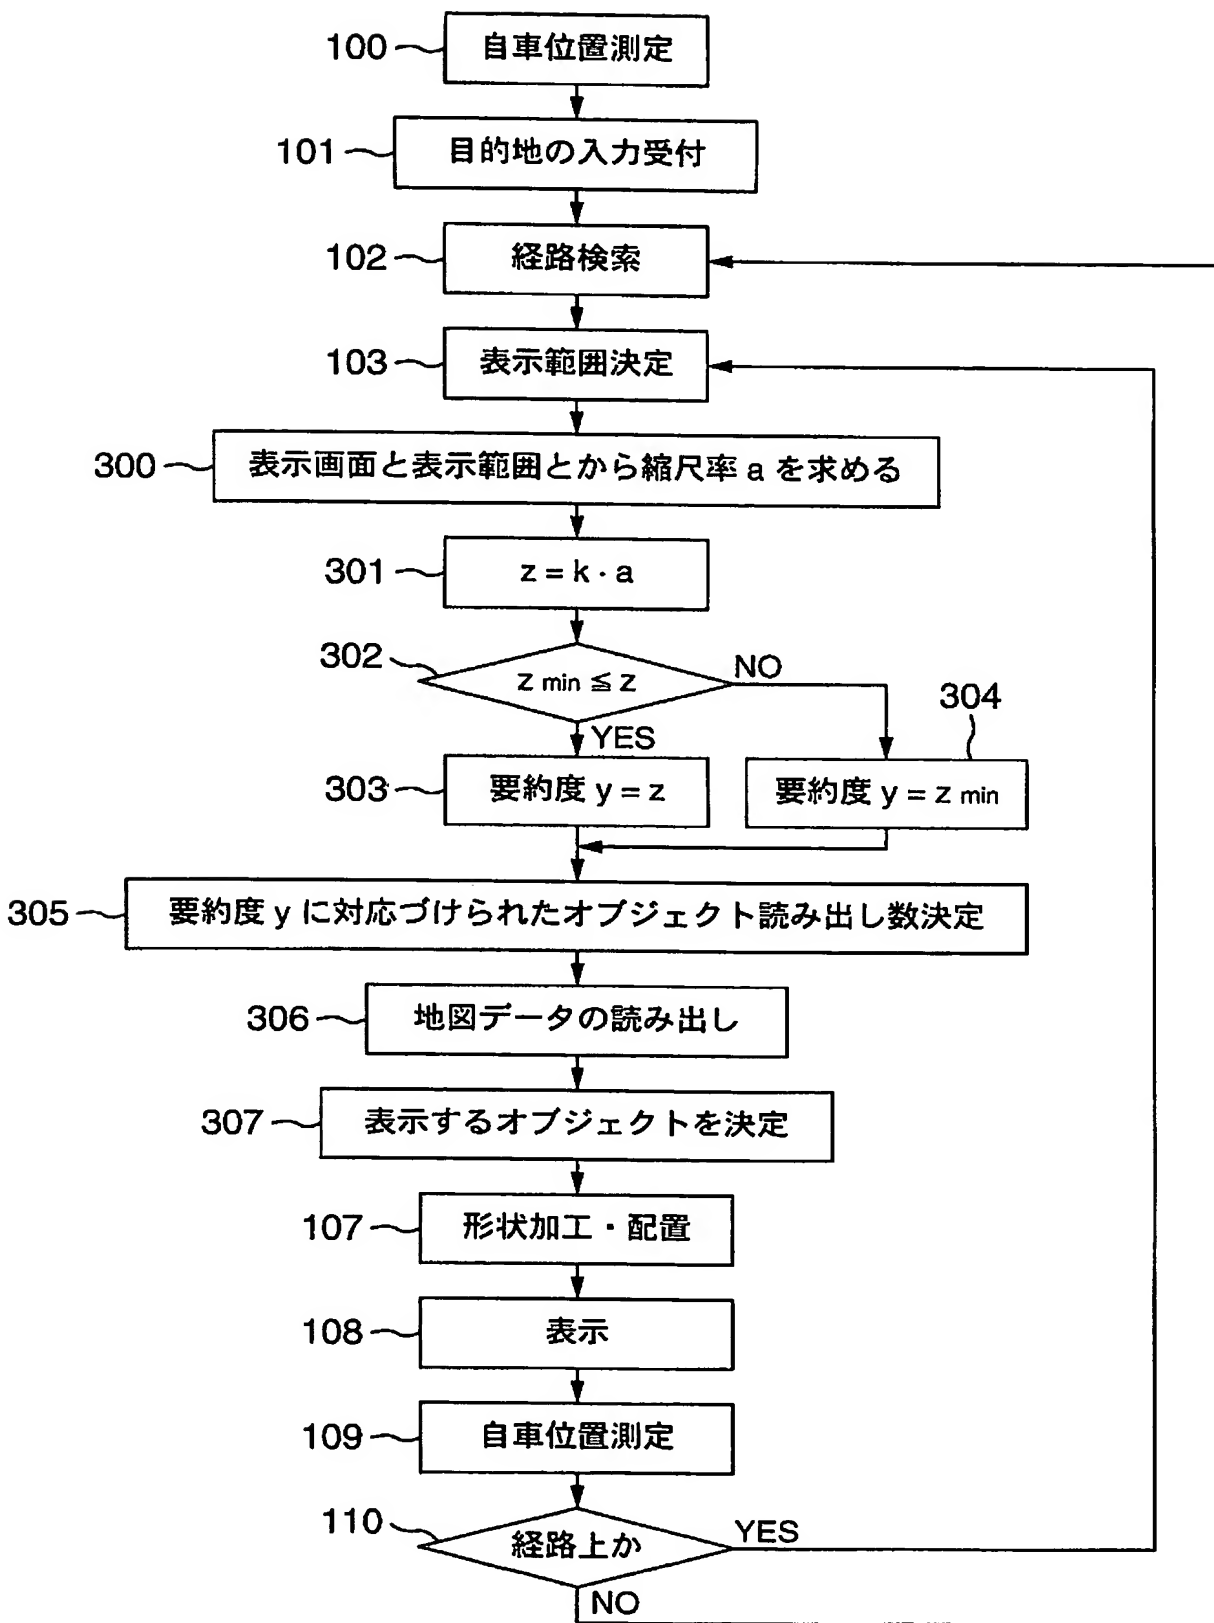 100 自車位置測定
101 目的地の入力受付
102 経路検索
103 表示範囲決定
300 表示画面と表示範囲とから縮尺率 a を求める
301 z = k · a
302 z min ≦ z NO
YES
304
303 要約度 y = z 要約度 y = z min
305 要約度 y に対応づけられたオブジェクト読み出し数決定
306 地図データの読み出し
307 表示するオブジェクトを決定
107 形状加工・配置
108 表示
109 自車位置測定
110 経路上か YES
NO